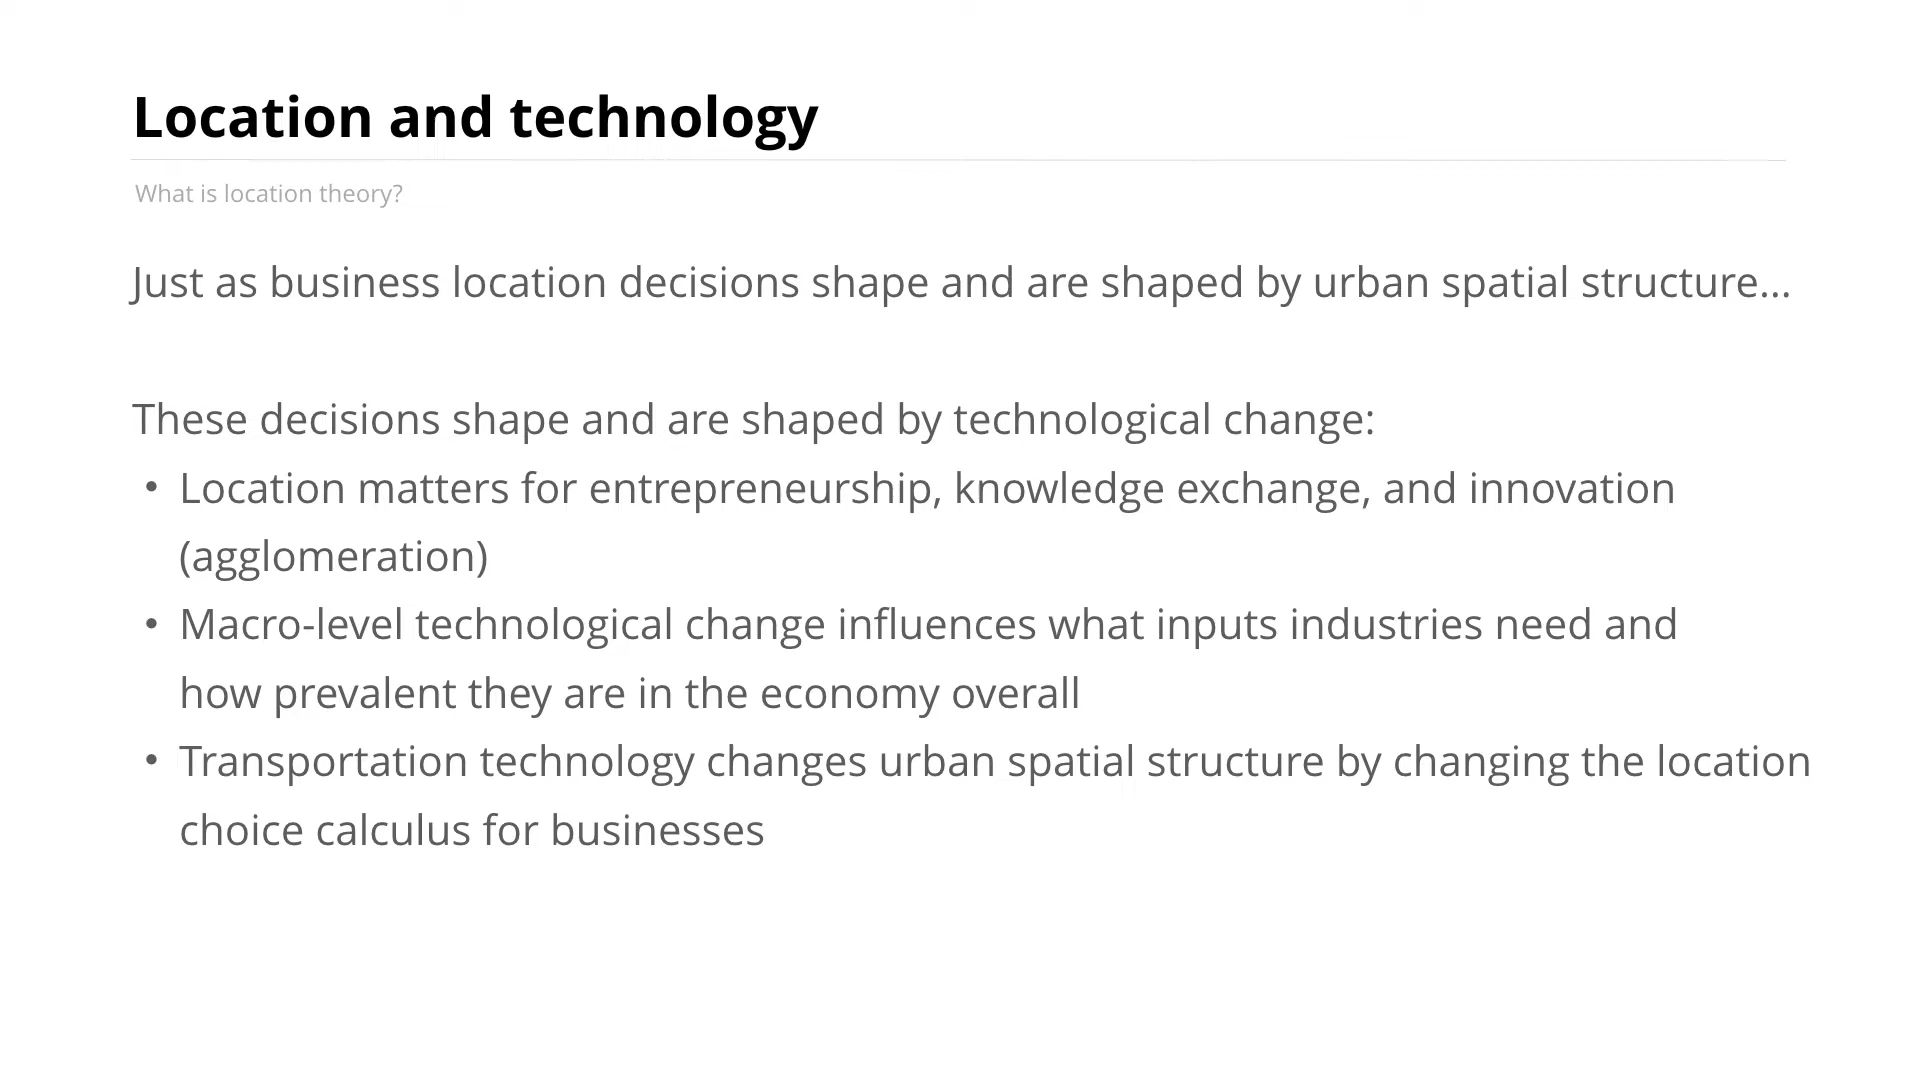 Location and technology
What is location theory?
Just as business location decisions shape and are shaped by urban spatial structure...
These decisions shape and are shaped by technological change:
• Location matters for entrepreneurship, knowledge exchange, and innovation
(agglomeration)
• Macro-level technological change influences what inputs industries need and
how prevalent they are in the economy overall
• Transportation technology changes urban spatial structure by changing the location
choice calculus for businesses